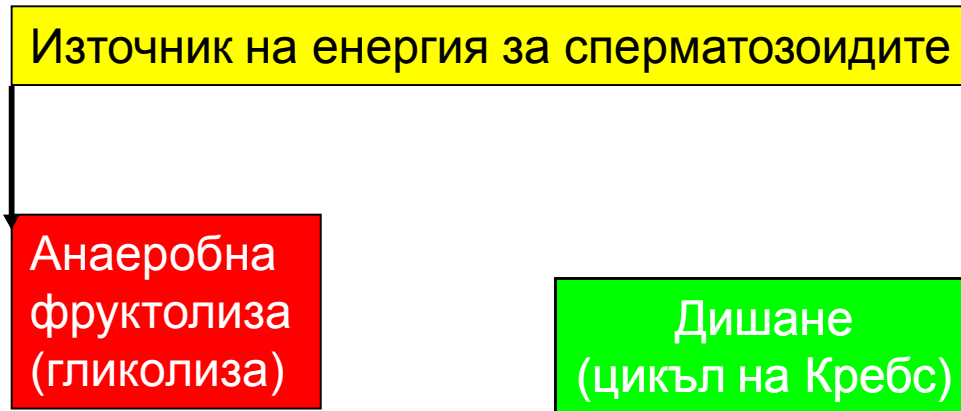 Източник на енергия за сперматозоидите
Анаеробна
фруктолиза
(гликолиза)
Дишане
(цикъл на Кребс)